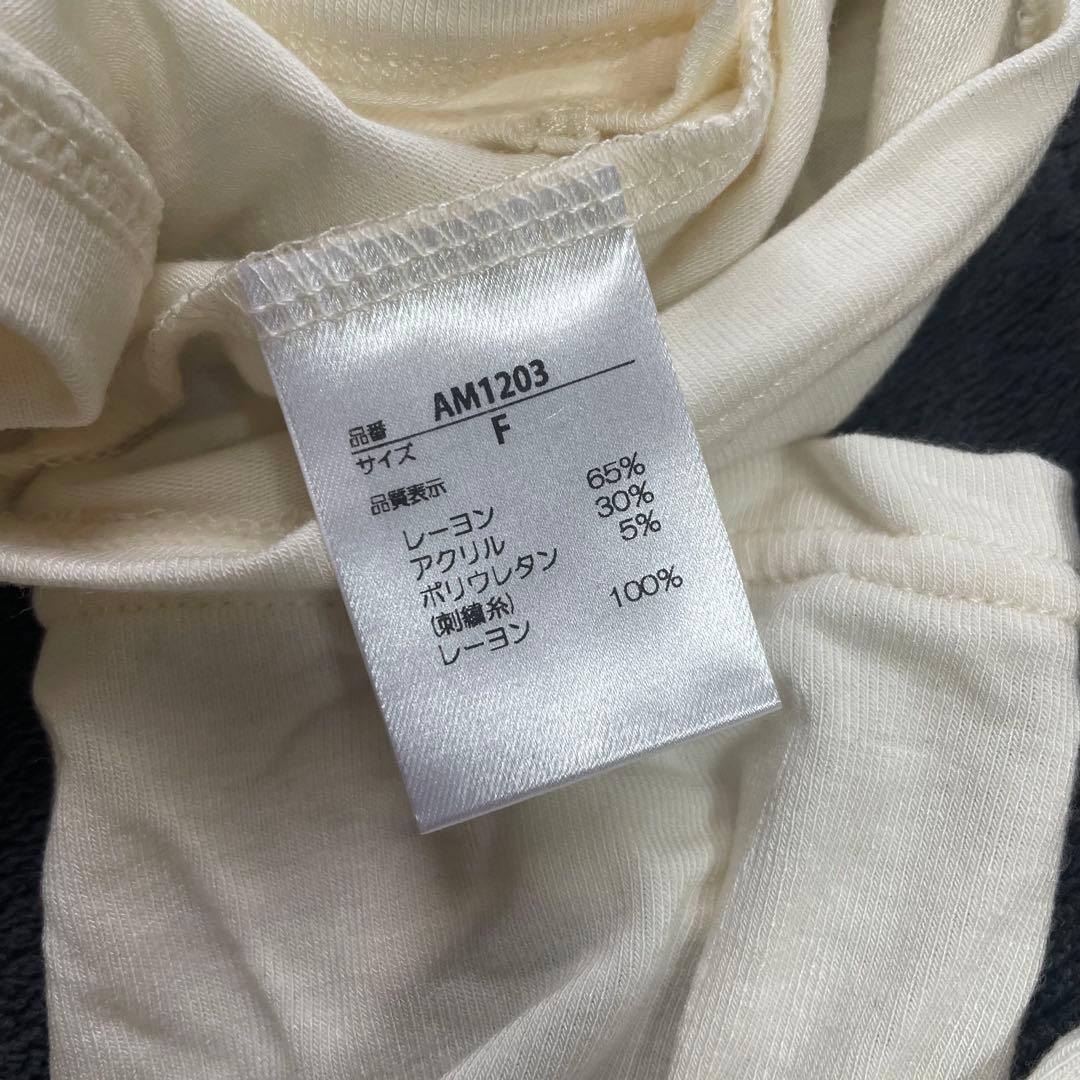 品番 AM1203
サイズ F
品質表示
レーヨン 65%
アクリル 30%
ポリウレタン 5%
(刺繍糸)
レーヨン 100%